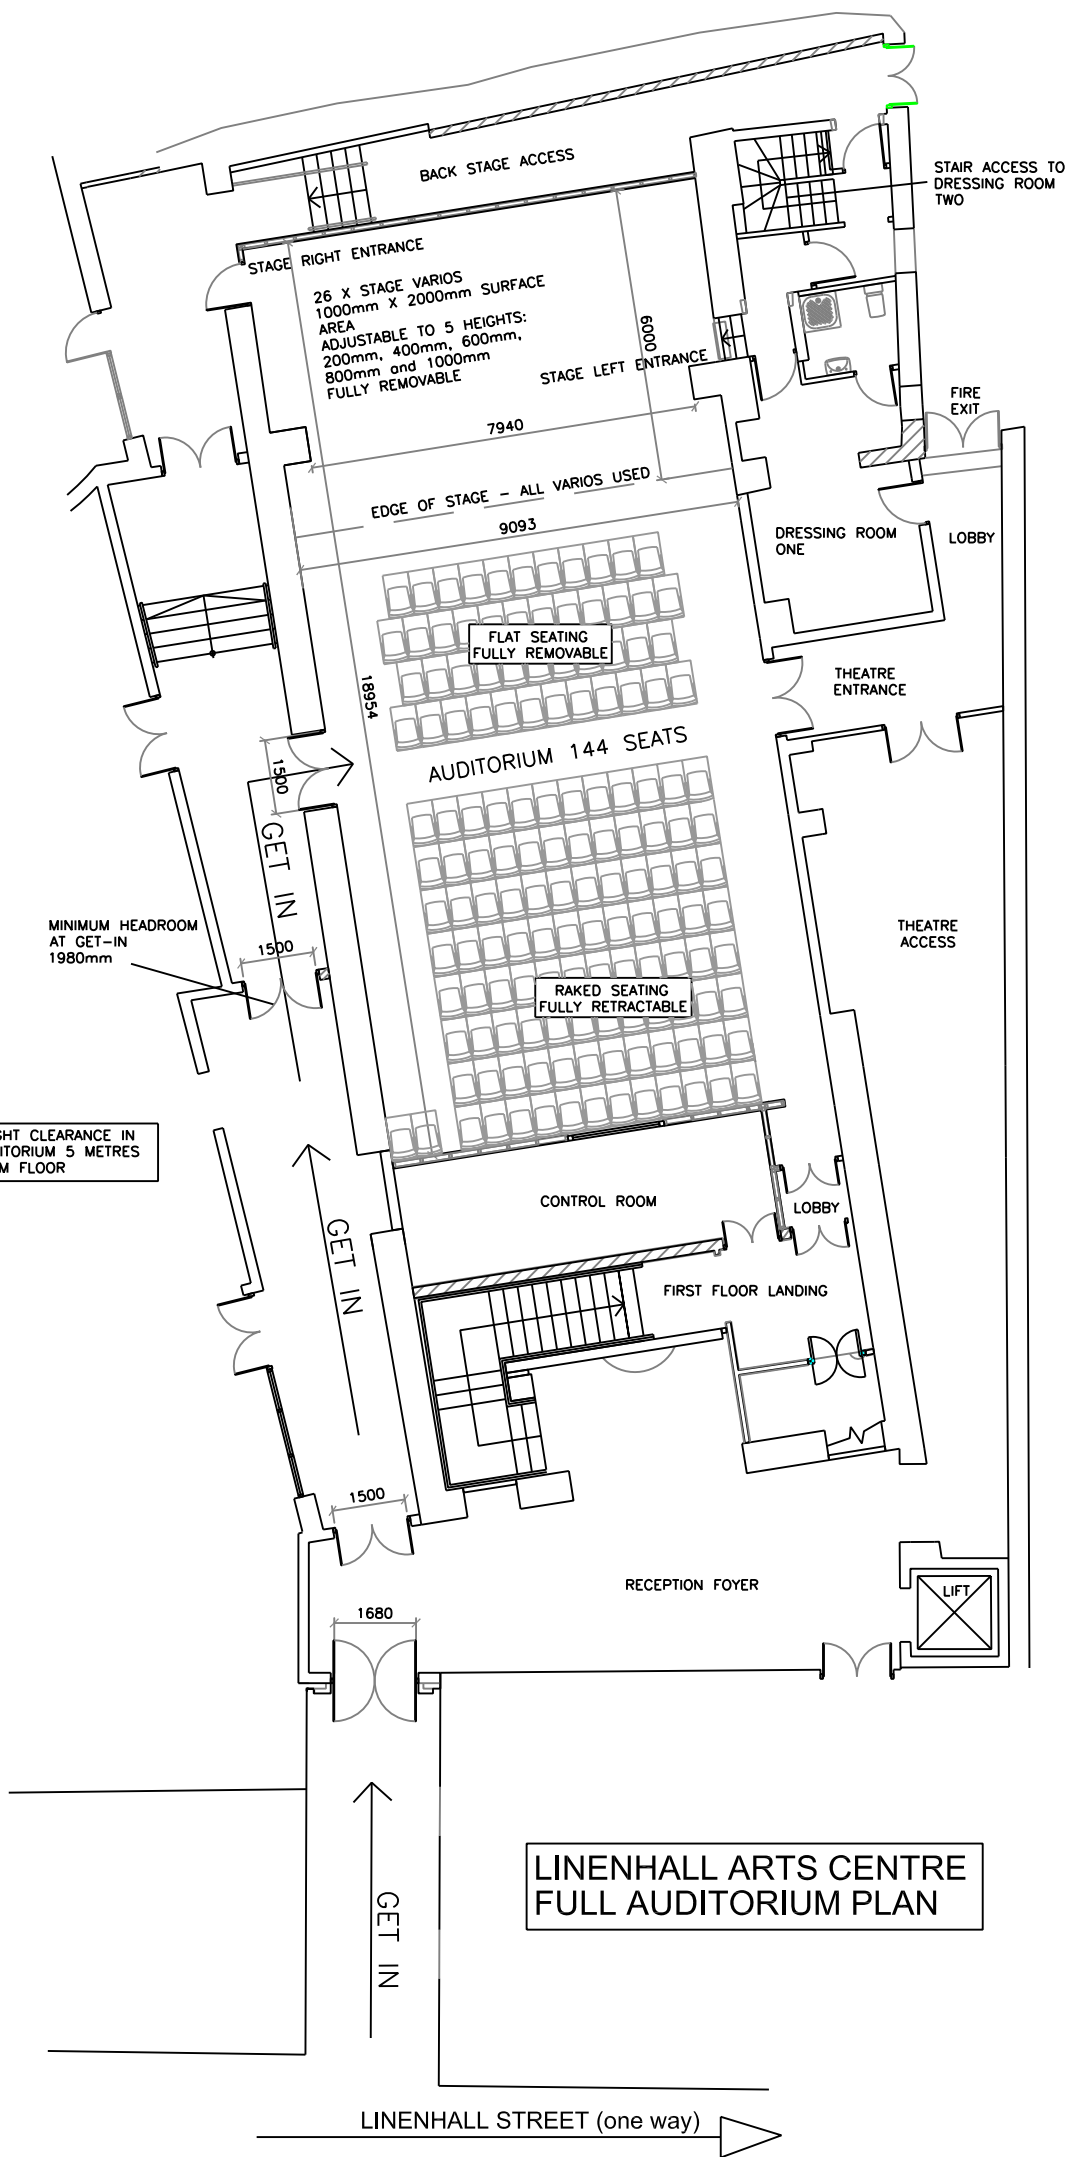 BACK STAGE ACCESS
STAIR ACCESS TO
DRESSING ROOM
TWO
STAGE RIGHT ENTRANCE
26 X STAGE VARIOS
1000mm X 2000mm SURFACE
AREA
ADJUSTABLE TO 5 HEIGHTS:
200mm, 400mm, 600mm,
800mm and 1000mm
FULLY REMOVABLE
6000
STAGE LEFT ENTRANCE
FIRE
EXIT
7940
EDGE OF STAGE - ALL VARIOS USED
9093
DRESSING ROOM
ONE
LOBBY
FLAT SEATING
FULLY REMOVABLE
18954
THEATRE
ENTRANCE
AUDITORIUM 144 SEATS
1500
GET IN
MINIMUM HEADROOM
AT GET-IN
1980mm
1500
THEATRE
ACCESS
RAKED SEATING
FULLY RETRACTABLE
GHT CLEARANCE IN
ITORIUM 5 METRES
M FLOOR
CONTROL ROOM
LOBBY
GET IN
FIRST FLOOR LANDING
1500
RECEPTION FOYER
LIFT
1680
GET IN
LINENHALL ARTS CENTRE
FULL AUDITORIUM PLAN
LINENHALL STREET (one way)